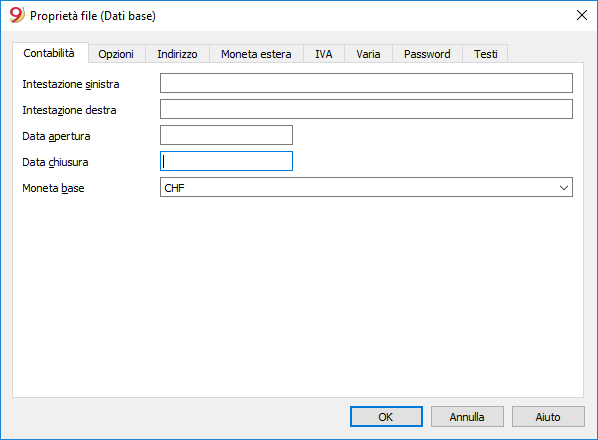 9 Proprietà file (Dati base)
Contabilità Opzioni Indirizzo Moneta estera IVA Varia Password Testi
Intestazione sinistra
Intestazione destra
Data apertura
Data chiusura
Moneta base CHF
OK Annulla Aiuto